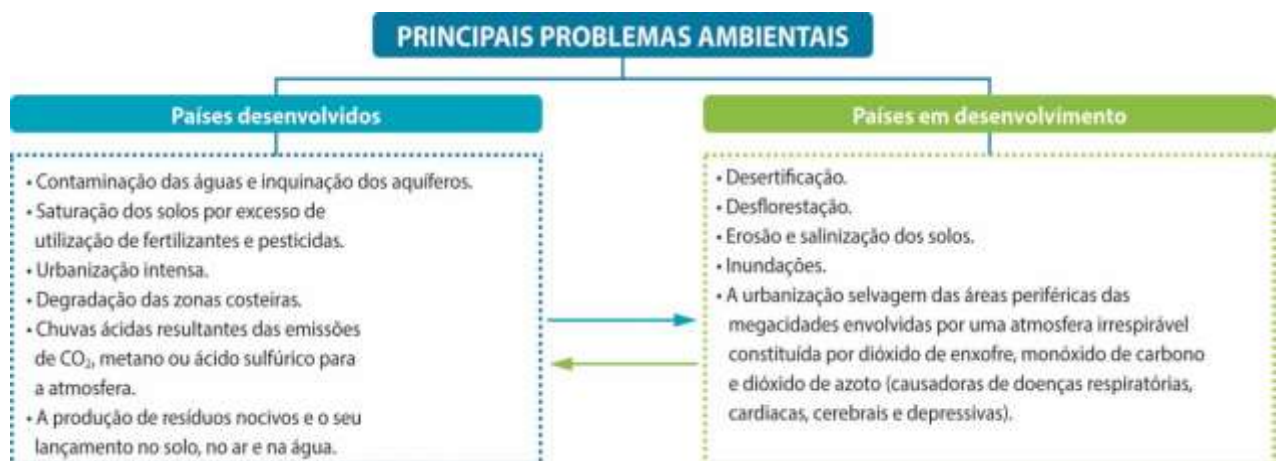 PRINCIPAIS PROBLEMAS AMBIENTAIS
Países desenvolvidos
• Contaminação das águas e inquinação dos aquíferos.
• Saturação dos solos por excesso de
utilização de fertilizantes e pesticidas.
• Urbanização intensa.
• Degradação das zonas costeiras.
• Chuvas ácidas resultantes das emissões
de CO₂, metano ou ácido sulfúrico para
a atmosfera.
• A produção de resíduos nocivos e o seu
lançamento no solo, no ar e na água.
Países em desenvolvimento
• Desertificação.
• Desflorestação.
• Erosão e salinização dos solos.
• Inundações.
• A urbanização selvagem das áreas periféricas das
megacidades envolvidas por uma atmosfera irrespirável
constituída por dióxido de enxofre, monóxido de carbono
e dióxido de azoto (causadoras de doenças respiratórias,
cardiacas, cerebrais e depressivas).